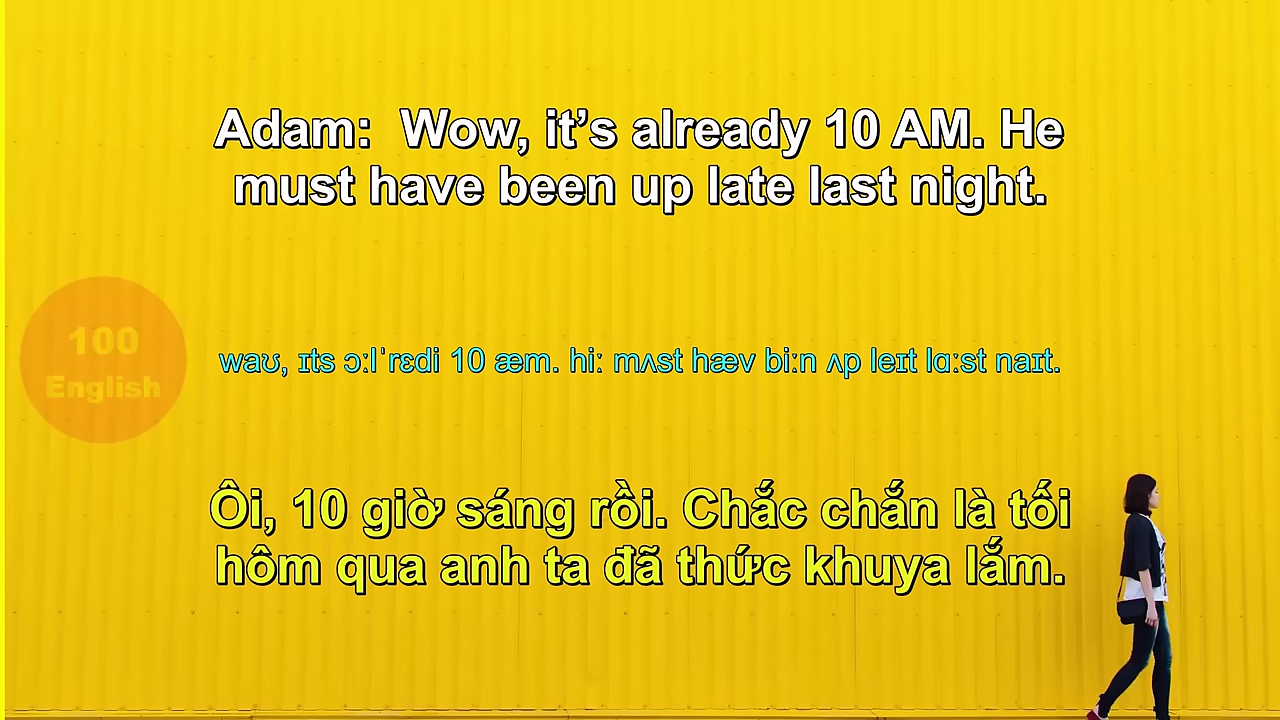 Adam:  Wow, it’s already 10 AM. He
must have been up late last night.
100
English
waʊ, ɪts ɔːlˈrɛdi 10 æm. hiː mʌst hæv biːn ʌp leɪt lɑːst naɪt.
Ôi, 10 giờ sáng rồi. Chắc chắn là tối
hôm qua anh ta đã thức khuya lắm.